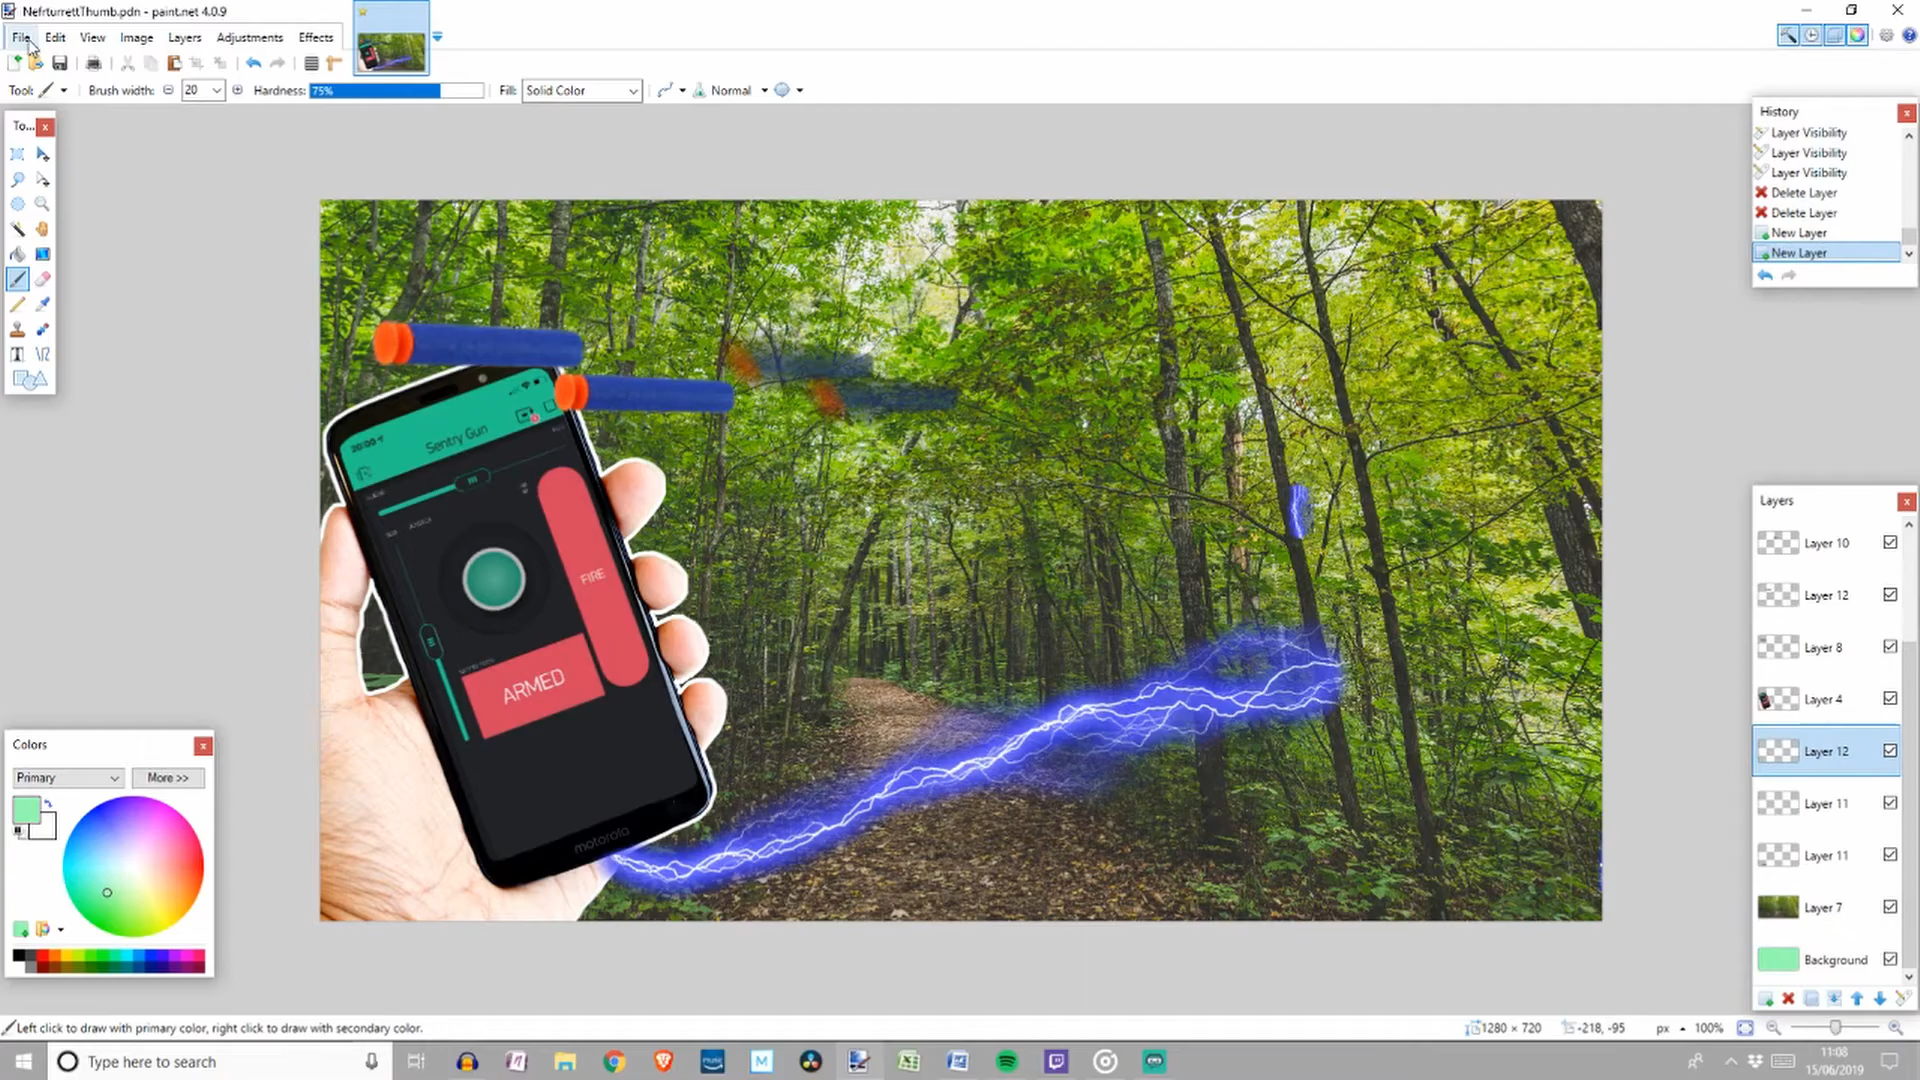 NefrturrettThumb.pdn - paint.net 4.0.9
File Edit View Image Layers Adjustments Effects
Tool: Brush width: 20 Hardness: 75% Fill: Solid Color Normal
To...
History
Layer Visibility
Layer Visibility
Layer Visibility
Delete Layer
Delete Layer
New Layer
New Layer
20:00
Sentry Gun
FIRE
ARMED
motorola
Layers
Layer 10
Layer 12
Layer 8
Layer 4
Layer 12
Layer 11
Layer 11
Layer 7
Background
Colors
Primary More >>
Left click to draw with primary color, right click to draw with secondary color.
1280 × 720 -218, -95 px 100%
Type here to search
music
M
11:08
15/06/2019